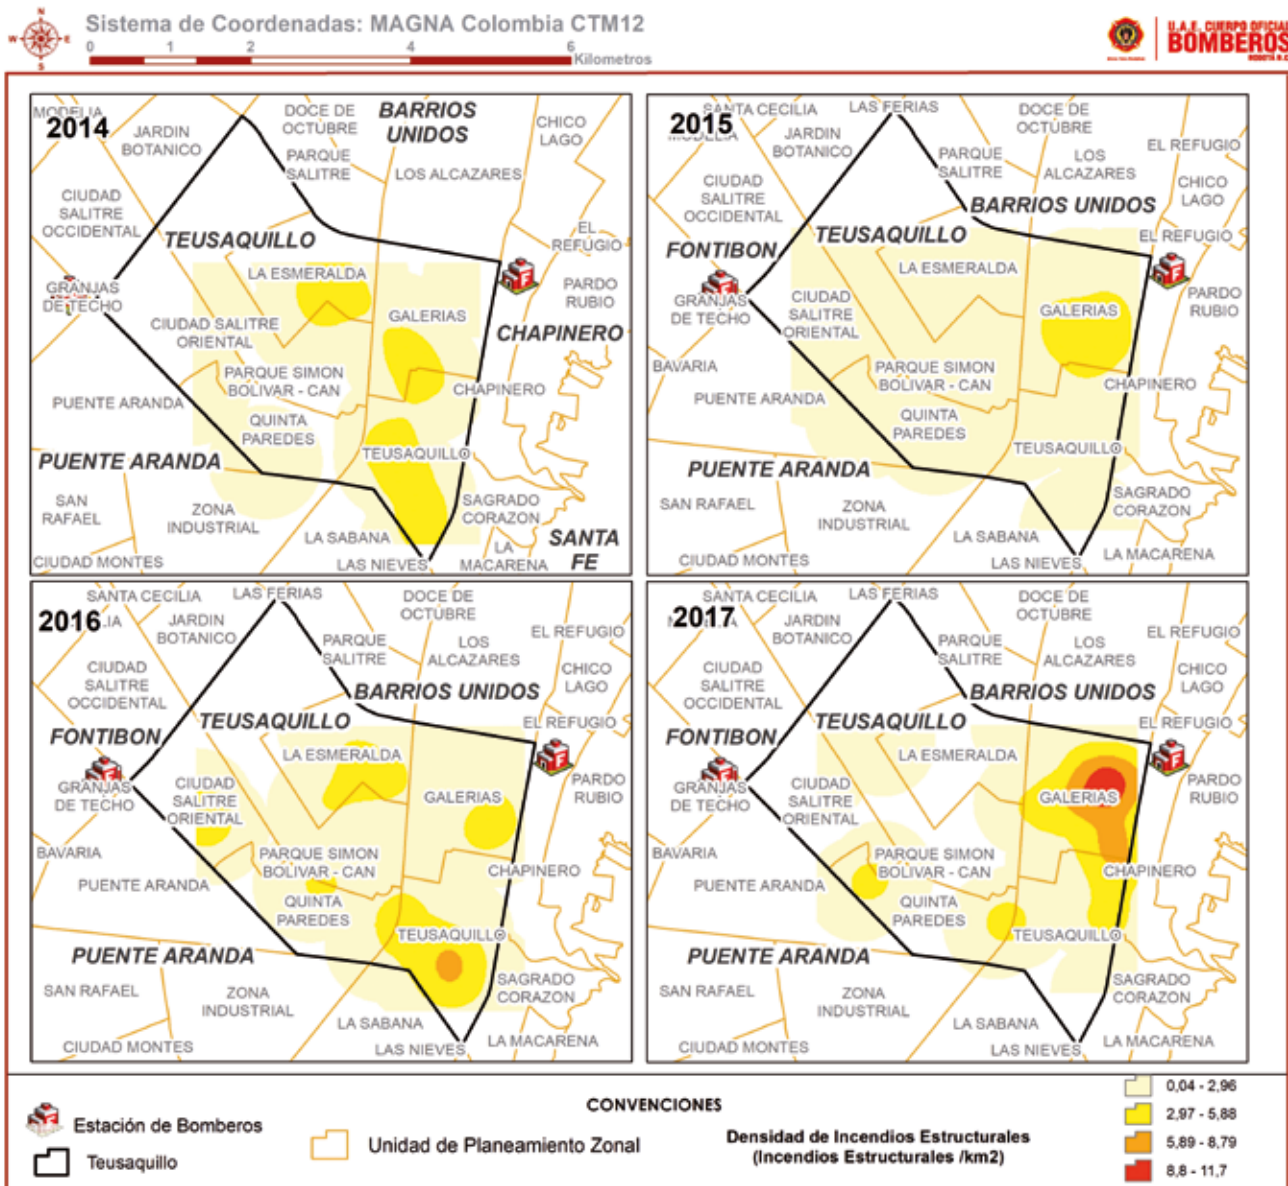 N
W E
S
Sistema de Coordenadas: MAGNA Colombia CTM12
0 1 2 4 6
Kilometros
U.A.E. CUERPO OFICIAL
BOMBEROS
BOGOTÁ D.C.
2014
MODELIA
JARDIN
BOTANICO
DOCE DE
OCTUBRE
BARRIOS
UNIDOS
CHICO
LAGO
PARQUE
SALITRE
LOS ALCAZARES
CIUDAD
SALITRE
OCCIDENTAL
TEUSAQUILLO
EL
REFUGIO
LA ESMERALDA
GRANJAS
DE TECHO
PARDO
RUBIO
GALERIAS
CIUDAD SALITRE
ORIENTAL
CHAPINERO
PARQUE SIMON
BOLIVAR - CAN
CHAPINERO
PUENTE ARANDA
QUINTA
PAREDES
TEUSAQUILLO
PUENTE ARANDA
SAN
RAFAEL
ZONA
INDUSTRIAL
SAGRADO
CORAZON
LA SABANA
SANTA
FE
CIUDAD MONTES
LAS NIEVES
LA
MACARENA
2015
SANTA CECILIA
LAS FERIAS
DOCE DE
OCTUBRE
MODELIA
JARDIN
BOTANICO
EL REFUGIO
PARQUE
SALITRE
LOS
ALCAZARES
CIUDAD
SALITRE
OCCIDENTAL
CHICO
LAGO
BARRIOS UNIDOS
TEUSAQUILLO
EL REFUGIO
FONTIBON
LA ESMERALDA
GRANJAS
DE TECHO
CIUDAD
SALITRE
ORIENTAL
GALERIAS
PARDO
RUBIO
BAVARIA
PARQUE SIMON
BOLIVAR - CAN
CHAPINERO
PUENTE ARANDA
QUINTA
PAREDES
TEUSAQUILLO
PUENTE ARANDA
SAN RAFAEL
ZONA
INDUSTRIAL
SAGRADO
CORAZON
LA SABANA
CIUDAD MONTES
LAS NIEVES
LA MACARENA
2016
SANTA CECILIA
LAS FERIAS
DOCE DE
OCTUBRE
LIA
JARDIN
BOTANICO
EL REFUGIO
PARQUE
SALITRE
LOS
ALCAZARES
CIUDAD
SALITRE
OCCIDENTAL
CHICO
LAGO
BARRIOS UNIDOS
TEUSAQUILLO
EL REFUGIO
FONTIBON
LA ESMERALDA
GRANJAS
DE TECHO
CIUDAD
SALITRE
ORIENTAL
GALERIAS
PARDO
RUBIO
BAVARIA
PARQUE SIMON
BOLIVAR - CAN
CHAPINERO
PUENTE ARANDA
QUINTA
PAREDES
TEUSAQUILLO
PUENTE ARANDA
SAN RAFAEL
ZONA
INDUSTRIAL
SAGRADO
CORAZON
LA SABANA
CIUDAD MONTES
LAS NIEVES
LA MACARENA
2017
SANTA CECILIA
LAS FERIAS
DOCE DE
OCTUBRE
JARDIN
BOTANICO
EL REFUGIO
PARQUE
SALITRE
LOS
ALCAZARES
CIUDAD
SALITRE
OCCIDENTAL
CHICO
LAGO
BARRIOS UNIDOS
TEUSAQUILLO
EL REFUGIO
FONTIBON
LA ESMERALDA
GRANJAS
DE TECHO
CIUDAD
SALITRE
ORIENTAL
GALERIAS
PARDO
RUBIO
BAVARIA
PARQUE SIMON
BOLIVAR - CAN
CHAPINERO
PUENTE ARANDA
QUINTA
PAREDES
TEUSAQUILLO
PUENTE ARANDA
SAN RAFAEL
ZONA
INDUSTRIAL
SAGRADO
CORAZON
LA SABANA
CIUDAD MONTES
LAS NIEVES
LA MACARENA
CONVENCIONES
Estación de Bomberos
Teusaquillo
Unidad de Planeamiento Zonal
Densidad de Incendios Estructurales
(Incendios Estructurales /km2)
0,04 - 2,96
2,97 - 5,88
5,89 - 8,79
8,8 - 11,7